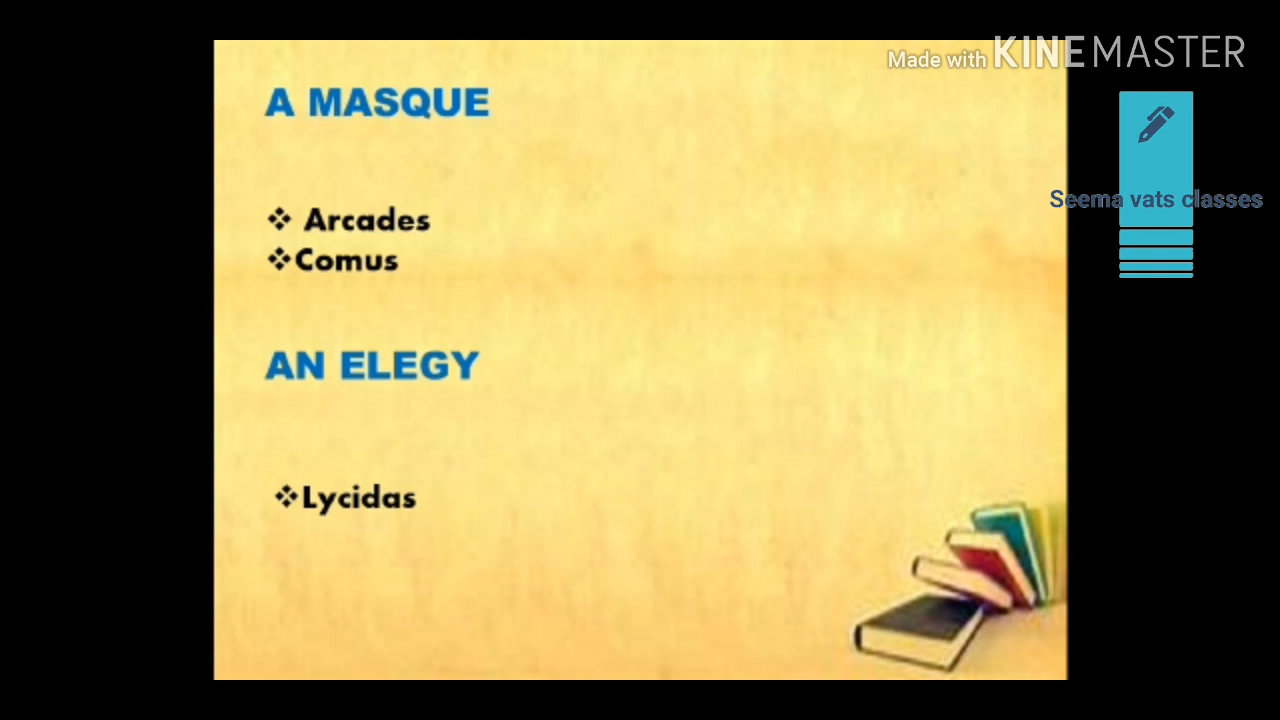 Made with KINEMASTER
A MASQUE
Seema vats classes
❖ Arcades
❖Comus
AN ELEGY
❖Lycidas